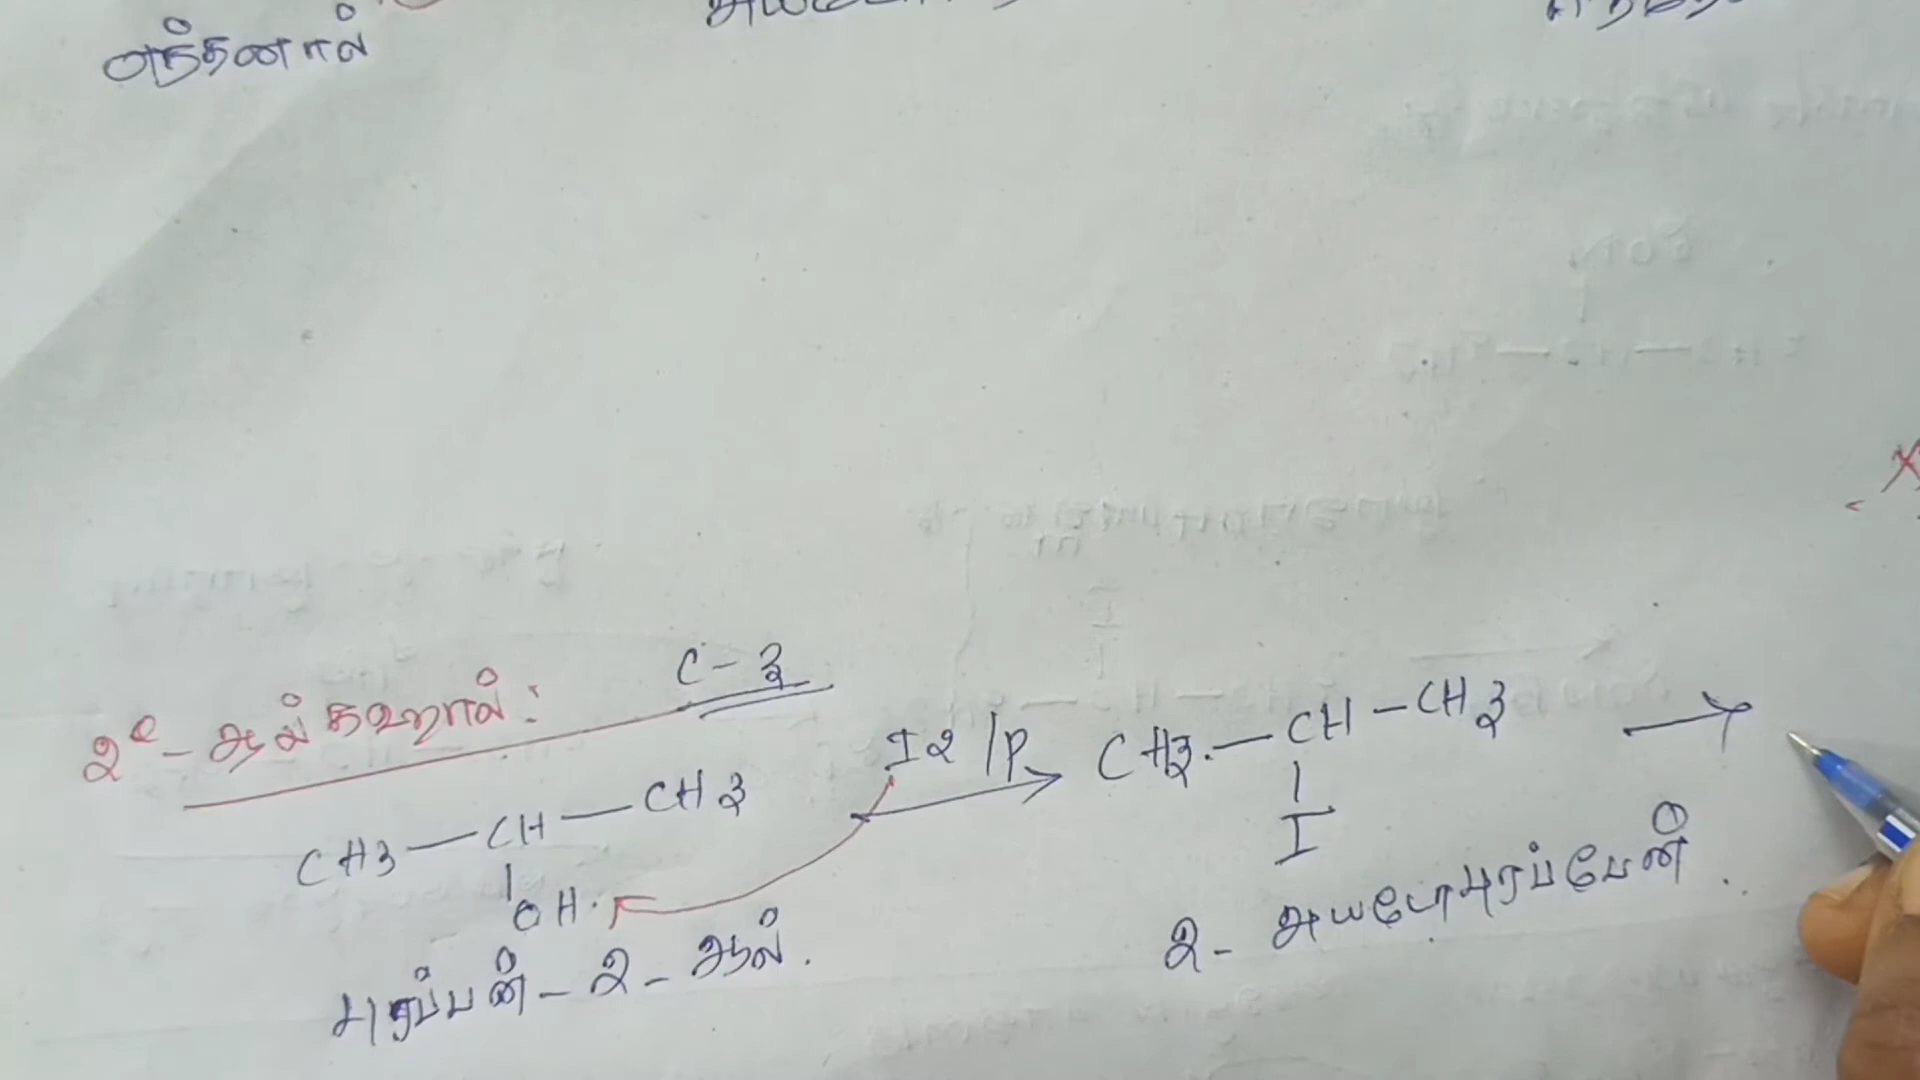 எத்தனால்
2° - ஆல்கஹால் :
C - 3
CH3 — CH — CH3
|
OH
புரப்பன் - 2 - ஆல்.
I2 / P
CH3 — CH — CH3
|
I
2 - அயடோபுரப்பேன்